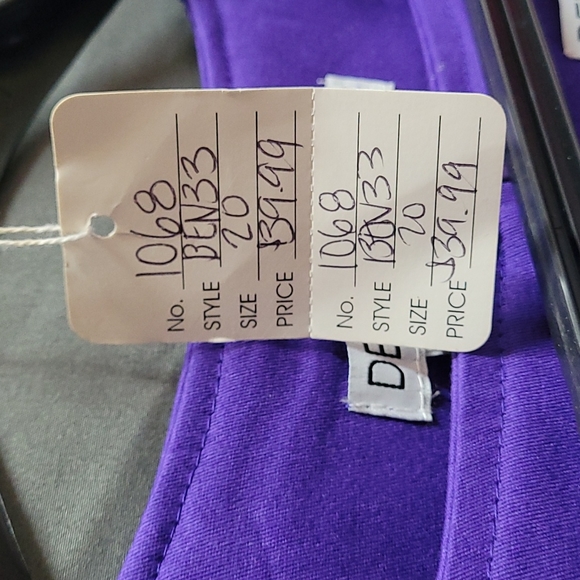 No. 1068
STYLE BEN33
SIZE 20
PRICE $39.99
No. 1068
STYLE BEN33
SIZE 20
PRICE $39.99
DE